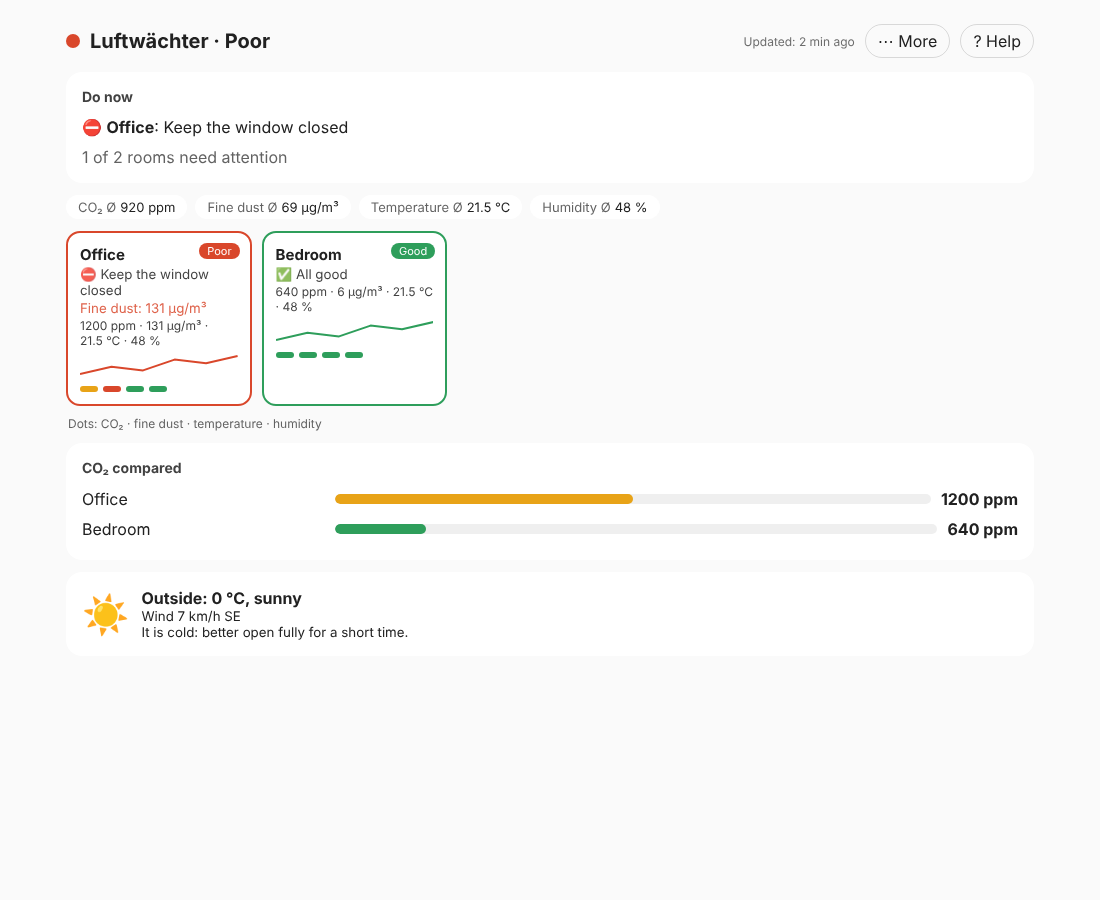 Luftwächter · Poor
Updated: 2 min ago
··· More
? Help
Do now
⛔ Office: Keep the window closed
1 of 2 rooms need attention
CO₂ Ø 920 ppm
Fine dust Ø 69 µg/m³
Temperature Ø 21.5 °C
Humidity Ø 48 %
Office
Poor
⛔ Keep the window
closed
Fine dust: 131 µg/m³
1200 ppm · 131 µg/m³ ·
21.5 °C · 48 %
Bedroom
Good
✅ All good
640 ppm · 6 µg/m³ · 21.5 °C
· 48 %
Dots: CO₂ · fine dust · temperature · humidity
CO₂ compared
Office 1200 ppm
Bedroom 640 ppm
Outside: 0 °C, sunny
Wind 7 km/h SE
It is cold: better open fully for a short time.